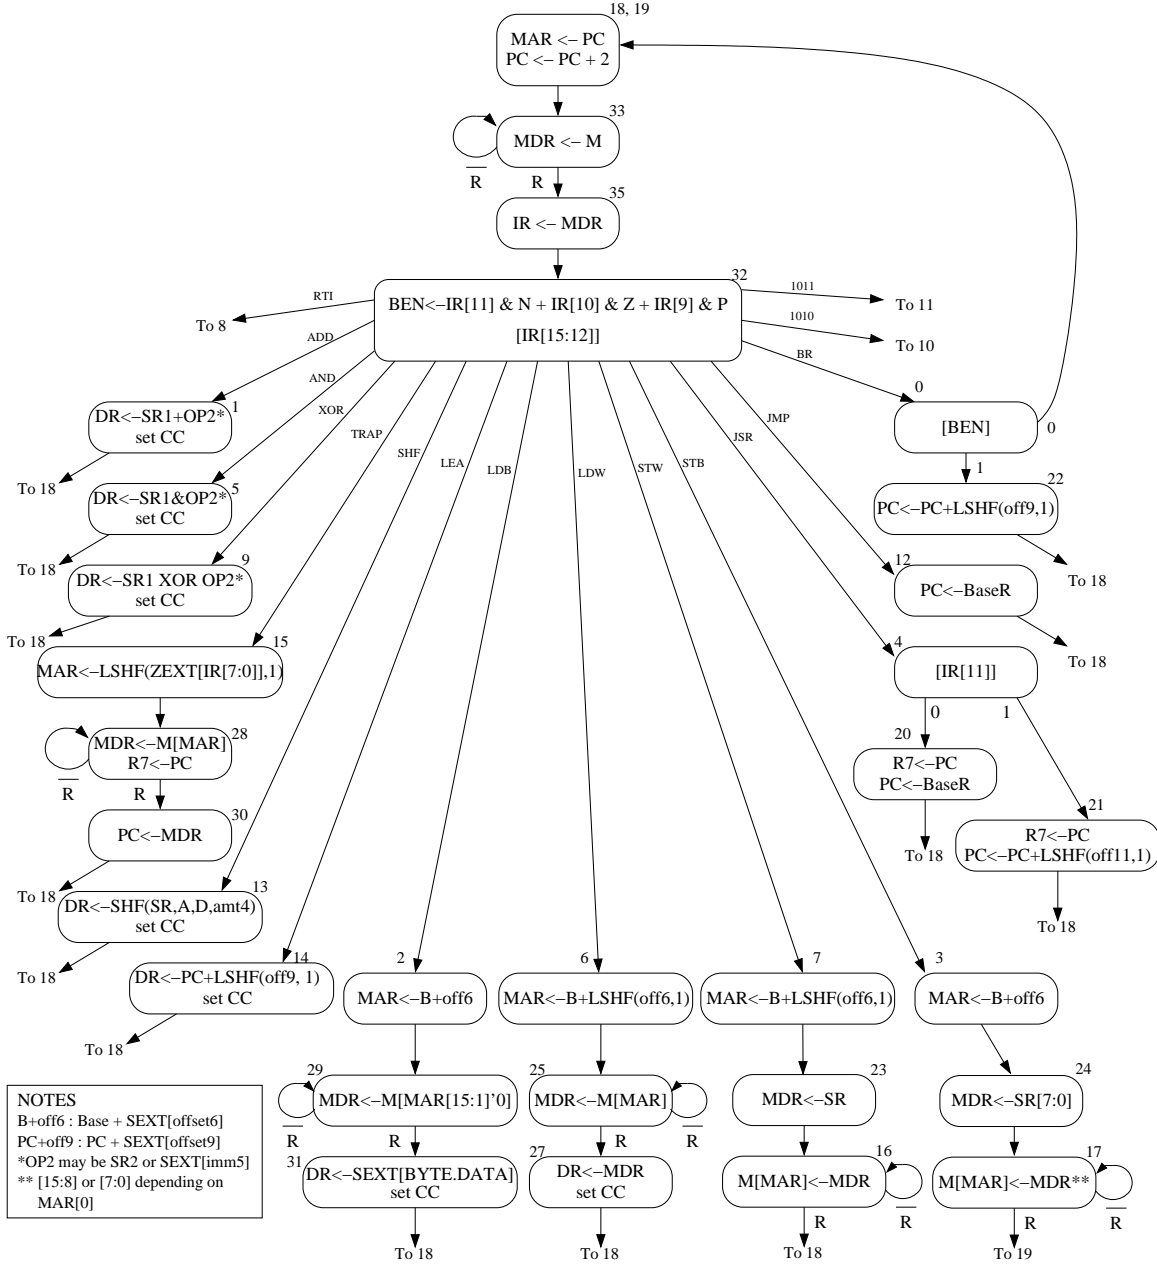 18, 19
MAR <– PC
PC <– PC + 2
33
MDR <– M
R
R
35
IR <– MDR
32
BEN<–IR[11] & N + IR[10] & Z + IR[9] & P
[IR[15:12]]
RTI
To 8
1011
To 11
1010
To 10
ADD
AND
XOR
TRAP
SHF
LEA
LDB
LDW
STW
STB
JSR
JMP
BR
1
DR<–SR1+OP2*
set CC
To 18
5
DR<–SR1&OP2*
set CC
To 18
9
DR<–SR1 XOR OP2*
set CC
To 18
15
MAR<–LSHF(ZEXT[IR[7:0]],1)
28
MDR<–M[MAR]
R7<–PC
R
R
30
PC<–MDR
To 18
13
DR<–SHF(SR,A,D,amt4)
set CC
To 18
14
DR<–PC+LSHF(off9, 1)
set CC
To 18
0
[BEN]
0
1
22
PC<–PC+LSHF(off9,1)
To 18
12
PC<–BaseR
To 18
4
[IR[11]]
0
1
20
R7<–PC
PC<–BaseR
To 18
21
R7<–PC
PC<–PC+LSHF(off11,1)
To 18
2
MAR<–B+off6
29
MDR<–M[MAR[15:1]'0]
R
R
31
DR<–SEXT[BYTE.DATA]
set CC
To 18
6
MAR<–B+LSHF(off6,1)
25
MDR<–M[MAR]
R
R
27
DR<–MDR
set CC
To 18
7
MAR<–B+LSHF(off6,1)
23
MDR<–SR
16
M[MAR]<–MDR
R
R
To 18
3
MAR<–B+off6
24
MDR<–SR[7:0]
17
M[MAR]<–MDR**
R
R
To 19
NOTES
B+off6 : Base + SEXT[offset6]
PC+off9 : PC + SEXT[offset9]
*OP2 may be SR2 or SEXT[imm5]
** [15:8] or [7:0] depending on
MAR[0]